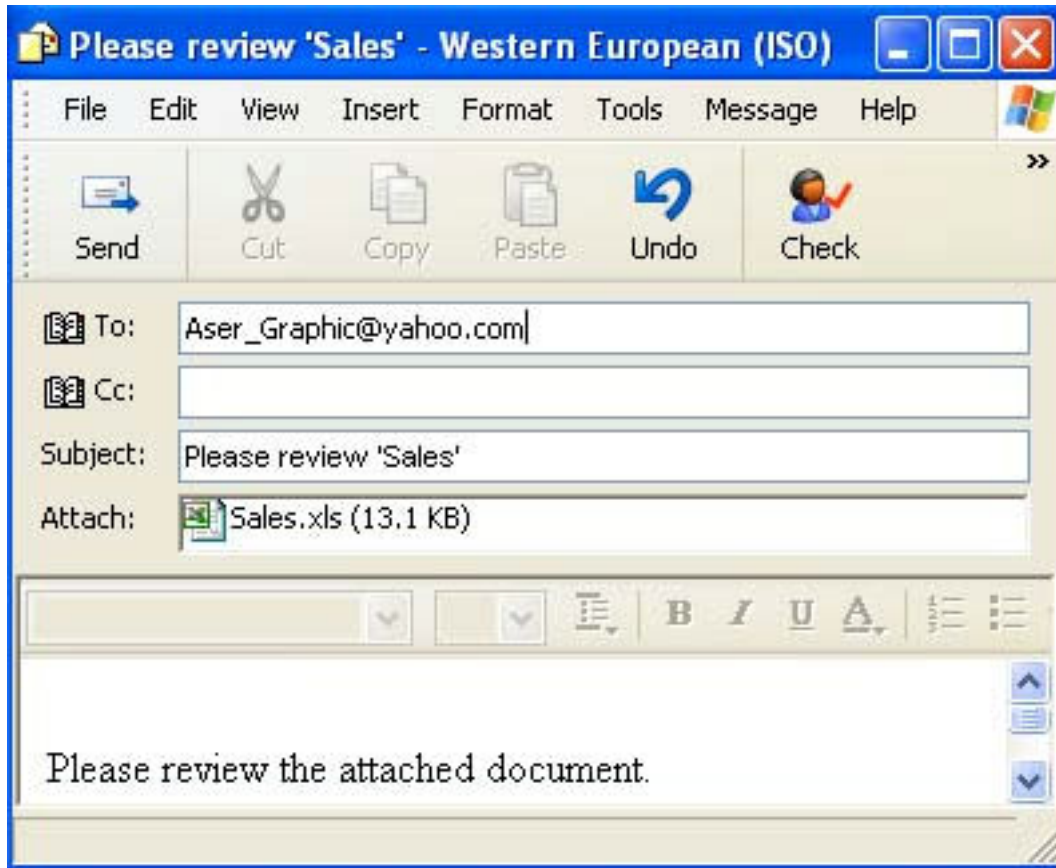 Please review 'Sales' - Western European (ISO)
File Edit View Insert Format Tools Message Help
Send Cut Copy Paste Undo Check
To: Aser_Graphic@yahoo.com
Cc:
Subject: Please review 'Sales'
Attach: Sales.xls (13.1 KB)
B I U A
Please review the attached document.